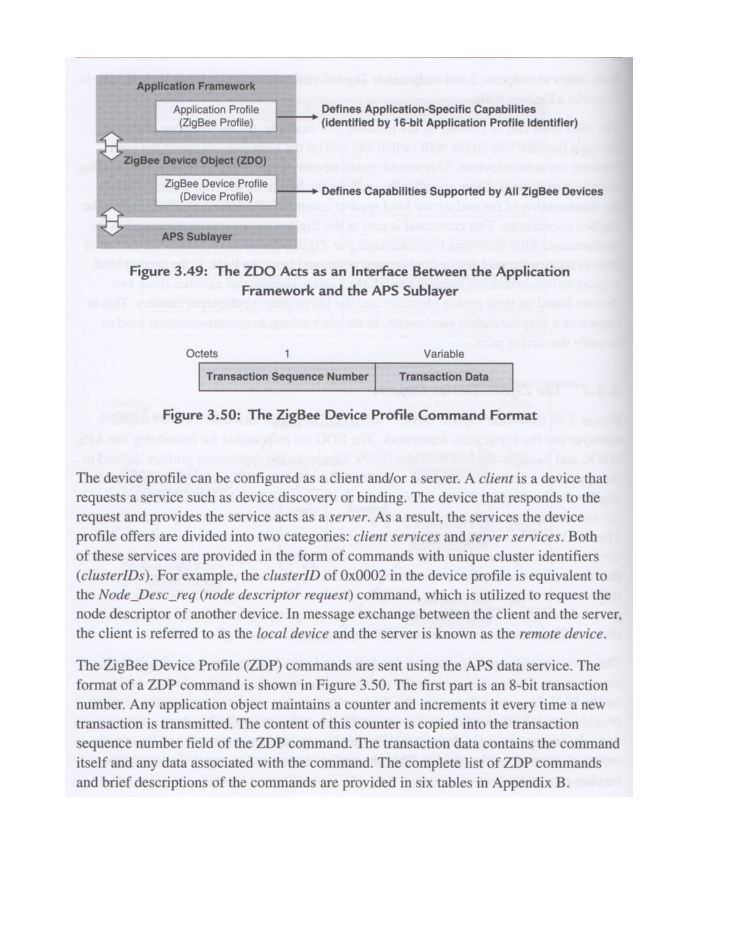 Application Framework
Application Profile
(ZigBee Profile)
Defines Application-Specific Capabilities
(identified by 16-bit Application Profile Identifier)
ZigBee Device Object (ZDO)
ZigBee Device Profile
(Device Profile)
Defines Capabilities Supported by All ZigBee Devices
APS Sublayer
Figure 3.49: The ZDO Acts as an Interface Between the Application
Framework and the APS Sublayer
Octets 1 Variable
Transaction Sequence Number Transaction Data
Figure 3.50: The ZigBee Device Profile Command Format
The device profile can be configured as a client and/or a server. A client is a device that
requests a service such as device discovery or binding. The device that responds to the
request and provides the service acts as a server. As a result, the services the device
profile offers are divided into two categories: client services and server services. Both
of these services are provided in the form of commands with unique cluster identifiers
(clusterIDs). For example, the clusterID of 0x0002 in the device profile is equivalent to
the Node_Desc_req (node descriptor request) command, which is utilized to request the
node descriptor of another device. In message exchange between the client and the server,
the client is referred to as the local device and the server is known as the remote device.
The ZigBee Device Profile (ZDP) commands are sent using the APS data service. The
format of a ZDP command is shown in Figure 3.50. The first part is an 8-bit transaction
number. Any application object maintains a counter and increments it every time a new
transaction is transmitted. The content of this counter is copied into the transaction
sequence number field of the ZDP command. The transaction data contains the command
itself and any data associated with the command. The complete list of ZDP commands
and brief descriptions of the commands are provided in six tables in Appendix B.